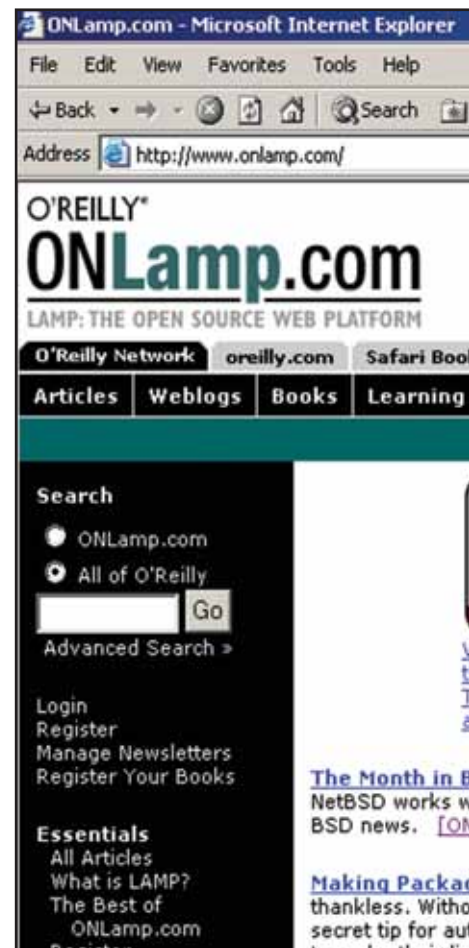 ONLamp.com - Microsoft Internet Explorer
File Edit View Favorites Tools Help
Back Search
Address http://www.onlamp.com/
O'REILLY
ONLamp.com
LAMP: THE OPEN SOURCE WEB PLATFORM
O'Reilly Network oreilly.com Safari
Articles Weblogs Books Learning
Search
ONLamp.com
All of O'Reilly
Go
Advanced Search »
Login
Register
Manage Newsletters
Register Your Books
The Month in
NetBSD works
BSD news.
Essentials
All Articles
What is LAMP?
The Best of
ONLamp.com
Making
thankless.
secret tip for